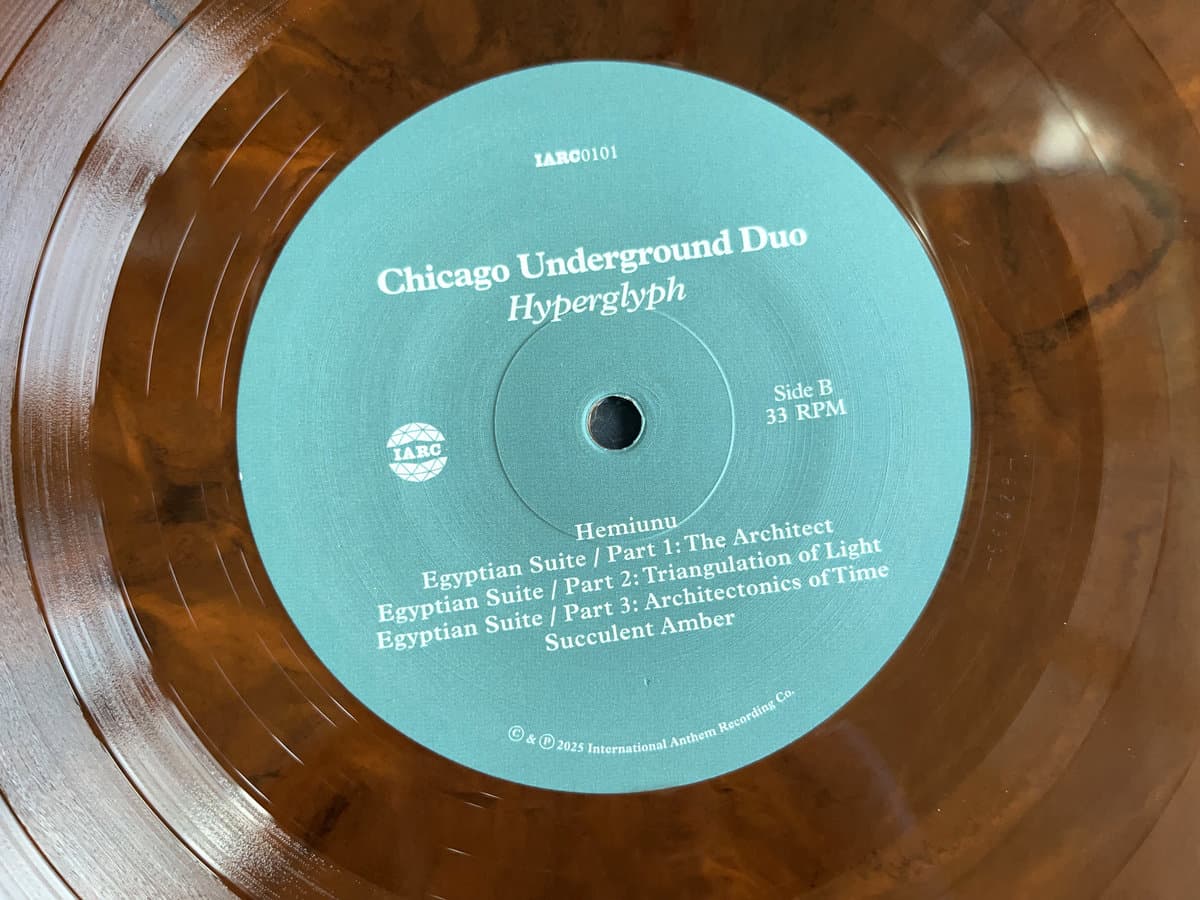 IARC0101
Chicago Underground Duo
Hyperglyph
Side B
33 RPM
IARC
Hemiunu
Egyptian Suite / Part 1: The Architect
Egyptian Suite / Part 2: Triangulation of Light
Egyptian Suite / Part 3: Architectonics of Time
Succulent Amber
© & ℗ 2025 International Anthem Recording Co.